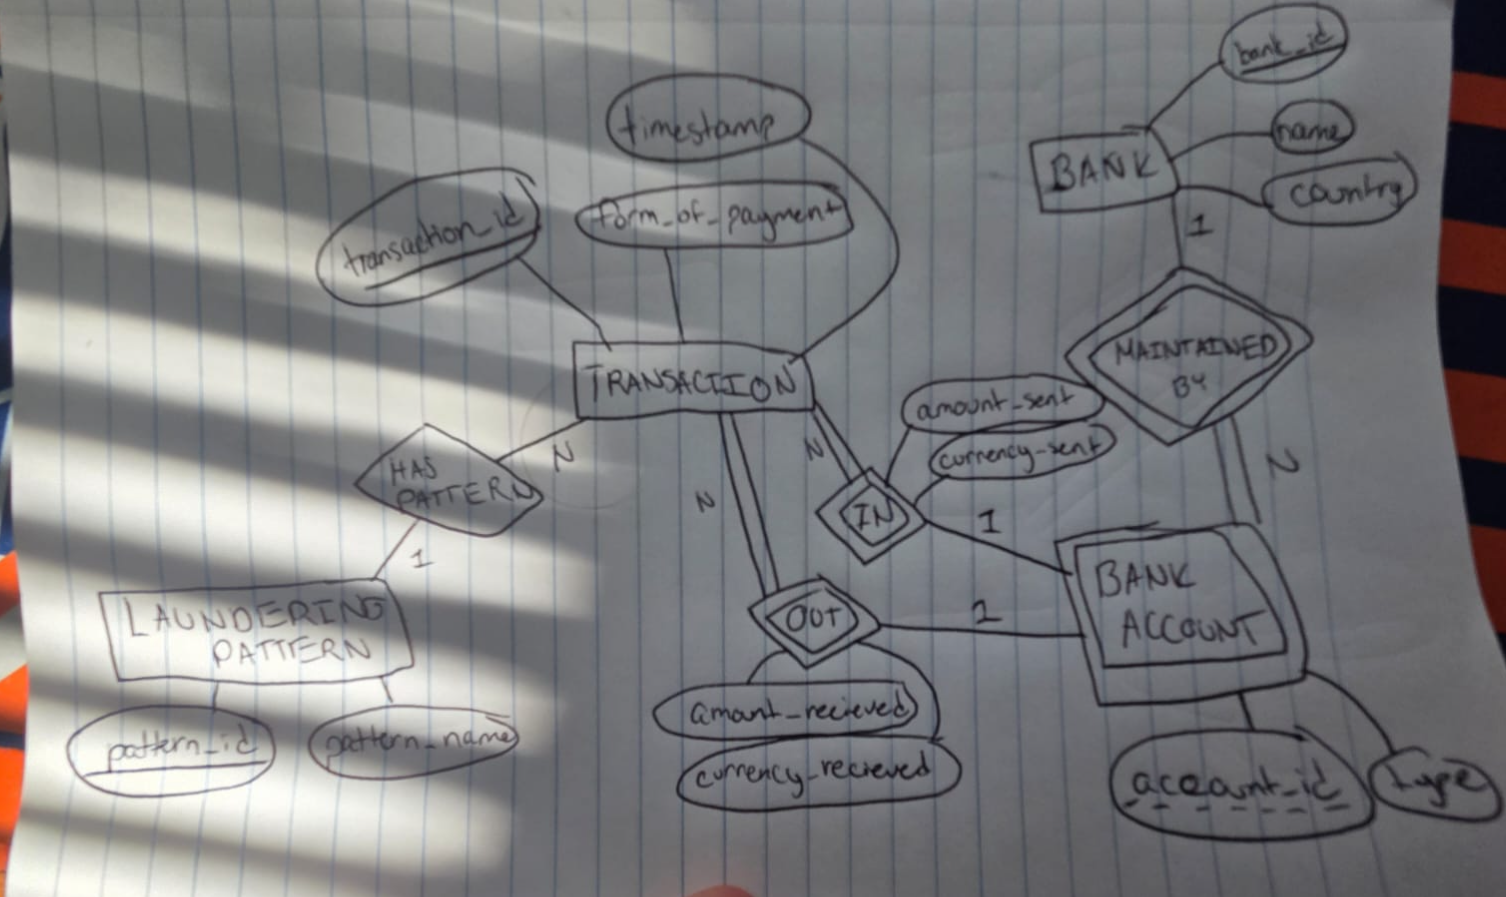 bank_id
timestamp
name
BANK
country
transaction_id
form_of_payment
1
MAINTAINED
BY
TRANSACTION
amount_sent
currency_sent
N
N
N
HAS
PATTERN
N
IN
1
1
BANK
ACCOUNT
OUT
1
LAUNDERING
PATTERN
amount_recieved
currency_recieved
pattern_id
pattern_name
account_id
type